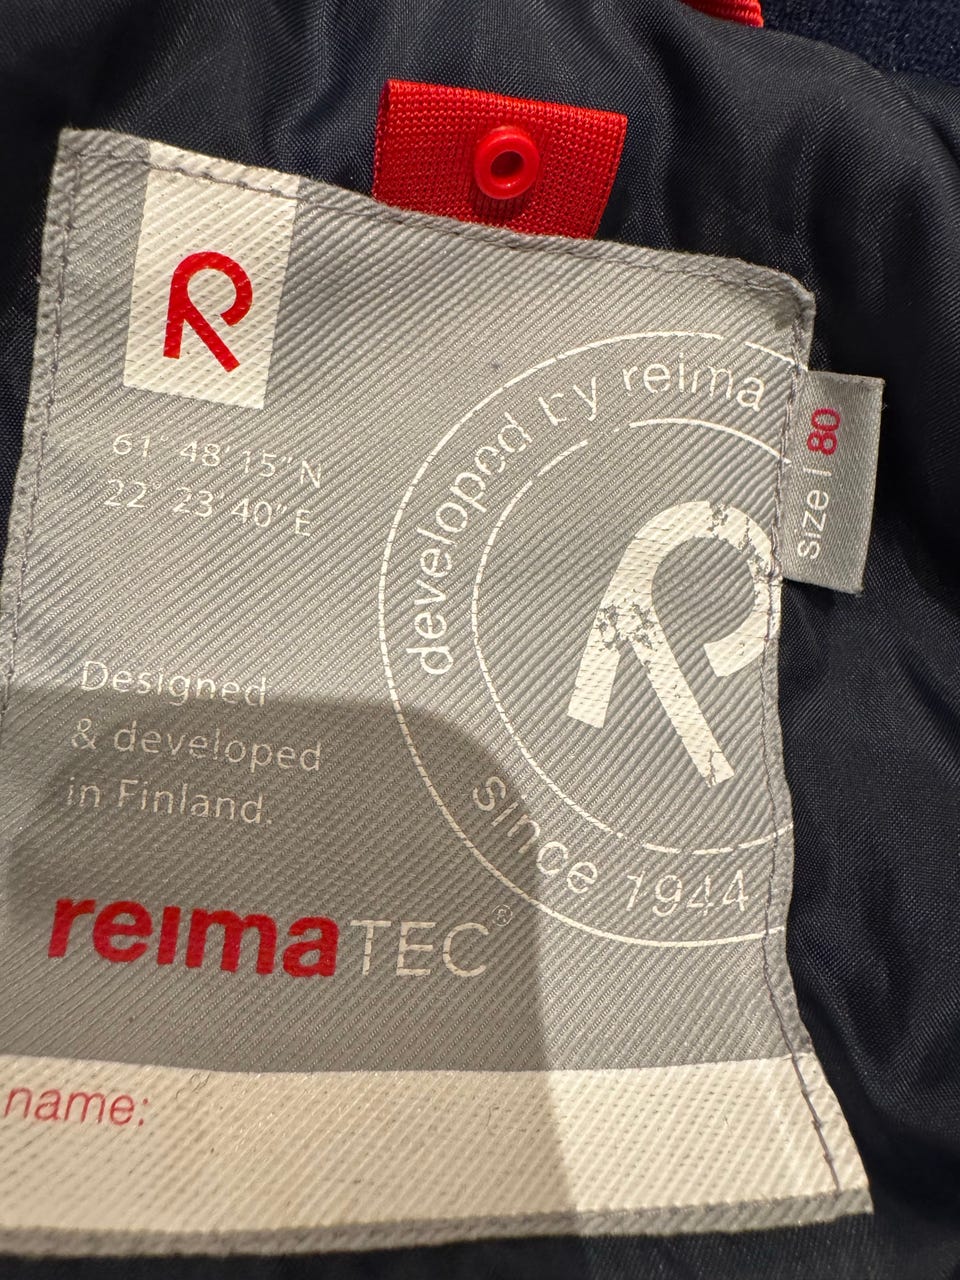 R
61° 48' 15" N
22° 23' 40" E
developed by reima
R
since 1944
Size | 80
Designed
& developed
in Finland.
reimaTEC®
name: